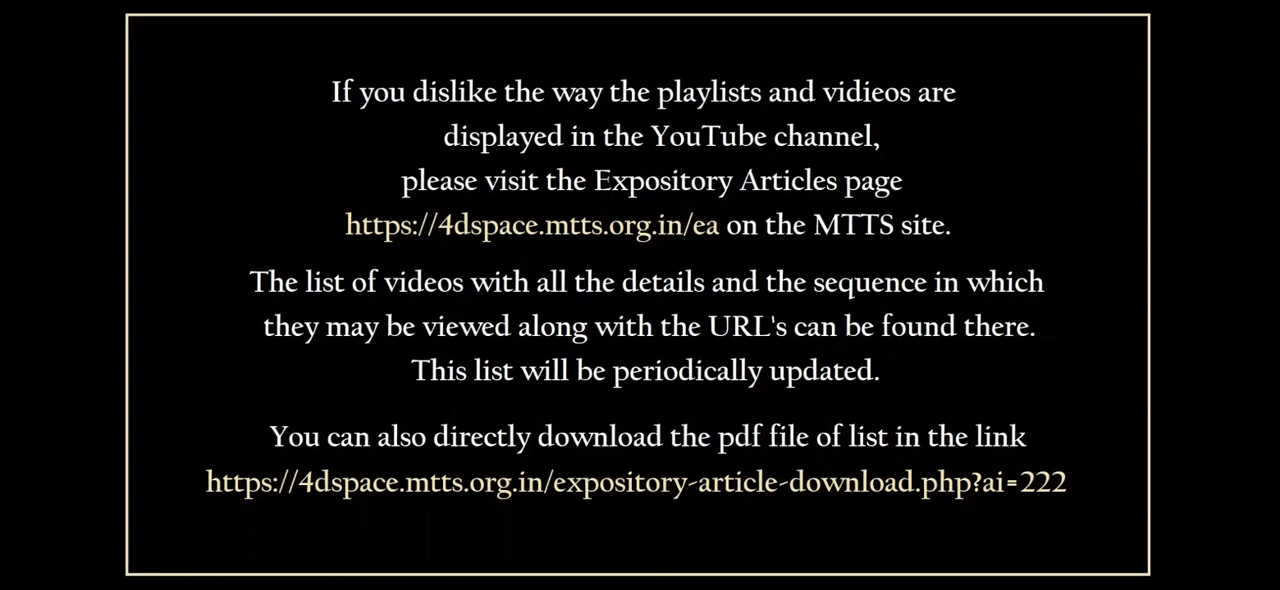 If you dislike the way the playlists and vidieos are
displayed in the YouTube channel,
please visit the Expository Articles page
https://4dspace.mtts.org.in/ea on the MTTS site.
The list of videos with all the details and the sequence in which
they may be viewed along with the URL's can be found there.
This list will be periodically updated.
You can also directly download the pdf file of list in the link
https://4dspace.mtts.org.in/expository-article-download.php?ai=222